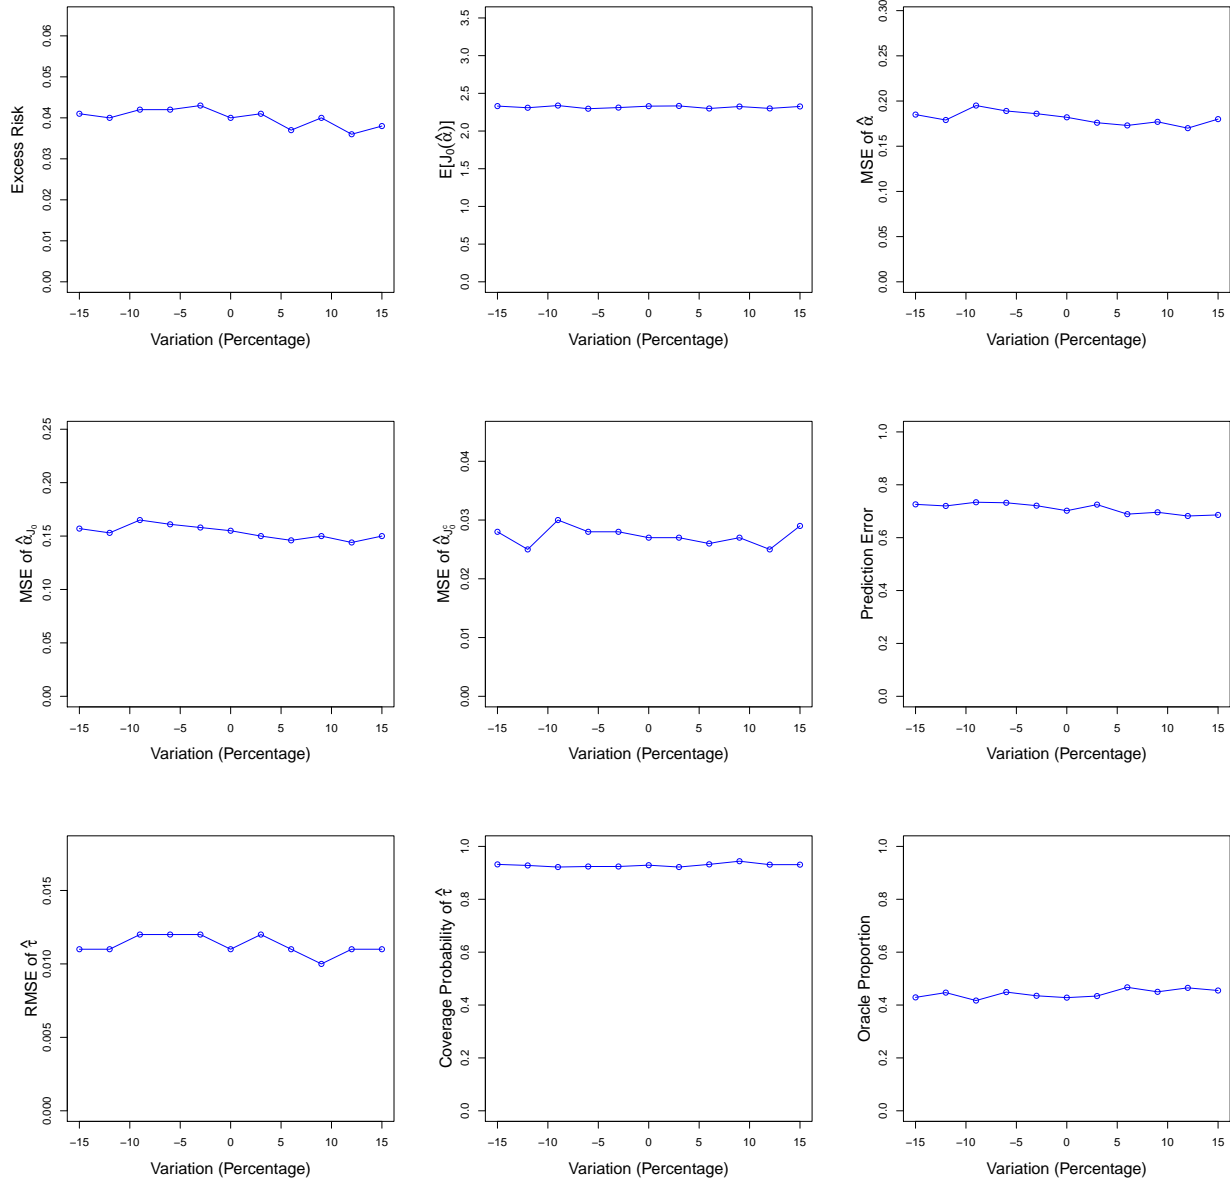 Excess Risk
0.00 0.01 0.02 0.03 0.04 0.05 0.06
−15 −10 −5 0 5 10 15
Variation (Percentage)
E[J₀(α̂)]
0.0 0.5 1.0 1.5 2.0 2.5 3.0 3.5
−15 −10 −5 0 5 10 15
Variation (Percentage)
MSE of α̂
0.00 0.05 0.10 0.15 0.20 0.25 0.30
−15 −10 −5 0 5 10 15
Variation (Percentage)
MSE of α̂_J₀
0.00 0.05 0.10 0.15 0.20 0.25
−15 −10 −5 0 5 10 15
Variation (Percentage)
MSE of α̂_J₀ᶜ
0.00 0.01 0.02 0.03 0.04
−15 −10 −5 0 5 10 15
Variation (Percentage)
Prediction Error
0.0 0.2 0.4 0.6 0.8 1.0
−15 −10 −5 0 5 10 15
Variation (Percentage)
RMSE of τ̂
0.000 0.005 0.010 0.015
−15 −10 −5 0 5 10 15
Variation (Percentage)
Coverage Probability of τ̂
0.0 0.2 0.4 0.6 0.8 1.0
−15 −10 −5 0 5 10 15
Variation (Percentage)
Oracle Proportion
0.0 0.2 0.4 0.6 0.8 1.0
−15 −10 −5 0 5 10 15
Variation (Percentage)